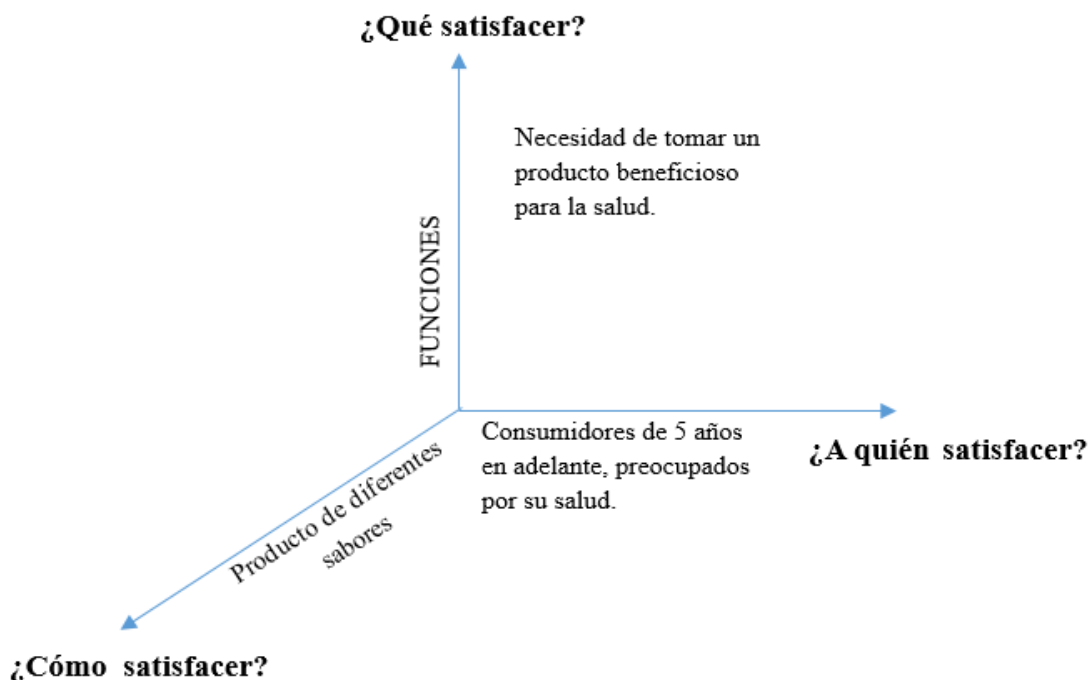 ¿Qué satisfacer?
Necesidad de tomar un
producto beneficioso
para la salud.
FUNCIONES
Consumidores de 5 años
en adelante, preocupados
por su salud.
¿A quién satisfacer?
Producto de diferentes
sabores
¿Cómo satisfacer?